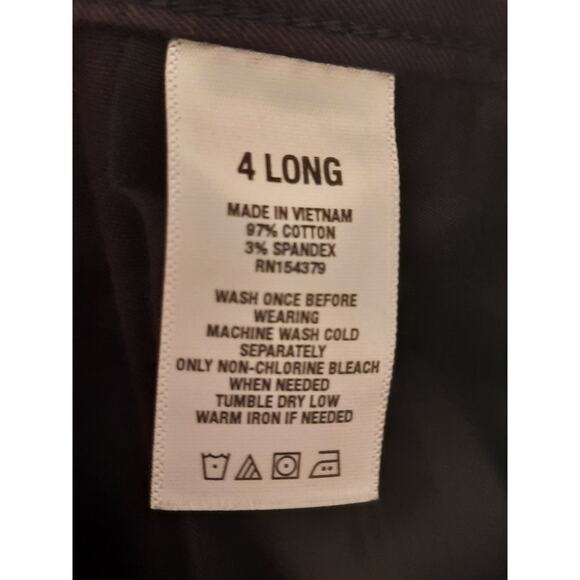 4 LONG
MADE IN VIETNAM
97% COTTON
3% SPANDEX
RN154379
WASH ONCE BEFORE
WEARING
MACHINE WASH COLD
SEPARATELY
ONLY NON-CHLORINE BLEACH
WHEN NEEDED
TUMBLE DRY LOW
WARM IRON IF NEEDED